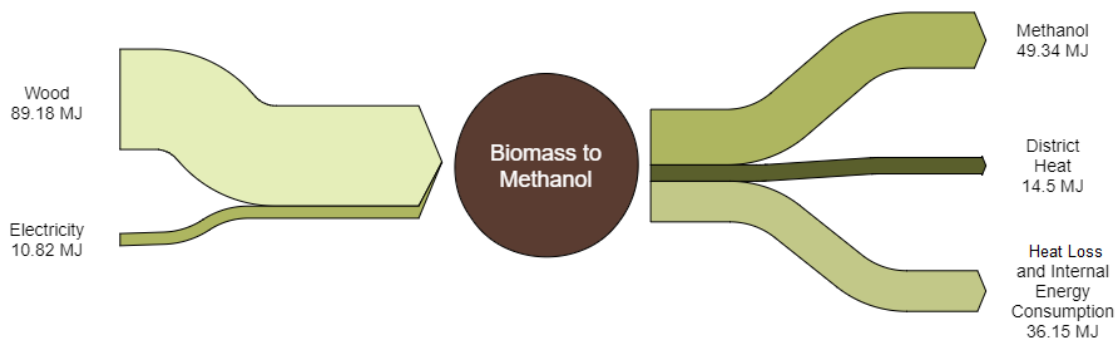 Wood
89.18 MJ
Electricity
10.82 MJ
Biomass to
Methanol
Methanol
49.34 MJ
District
Heat
14.5 MJ
Heat Loss
and Internal
Energy
Consumption
36.15 MJ